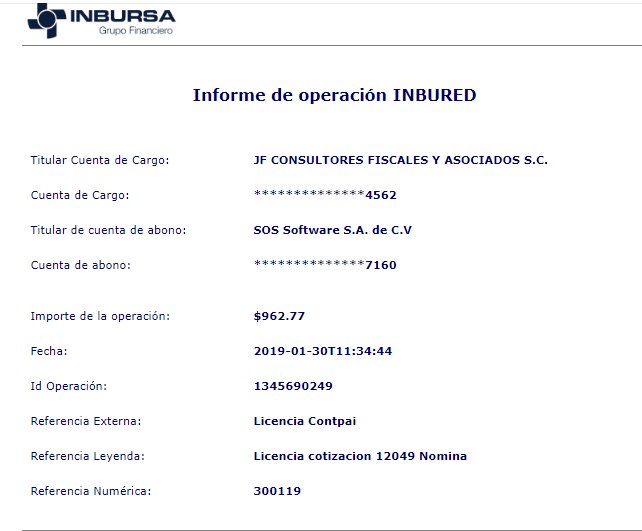 INBURSA
Grupo Financiero
Informe de operación INBURED
Titular Cuenta de Cargo: JF CONSULTORES FISCALES Y ASOCIADOS S.C.
Cuenta de Cargo: **************4562
Titular de cuenta de abono: SOS Software S.A. de C.V
Cuenta de abono: **************7160
Importe de la operación: $962.77
Fecha: 2019-01-30T11:34:44
Id Operación: 1345690249
Referencia Externa: Licencia Contpai
Referencia Leyenda: Licencia cotizacion 12049 Nomina
Referencia Numérica: 300119